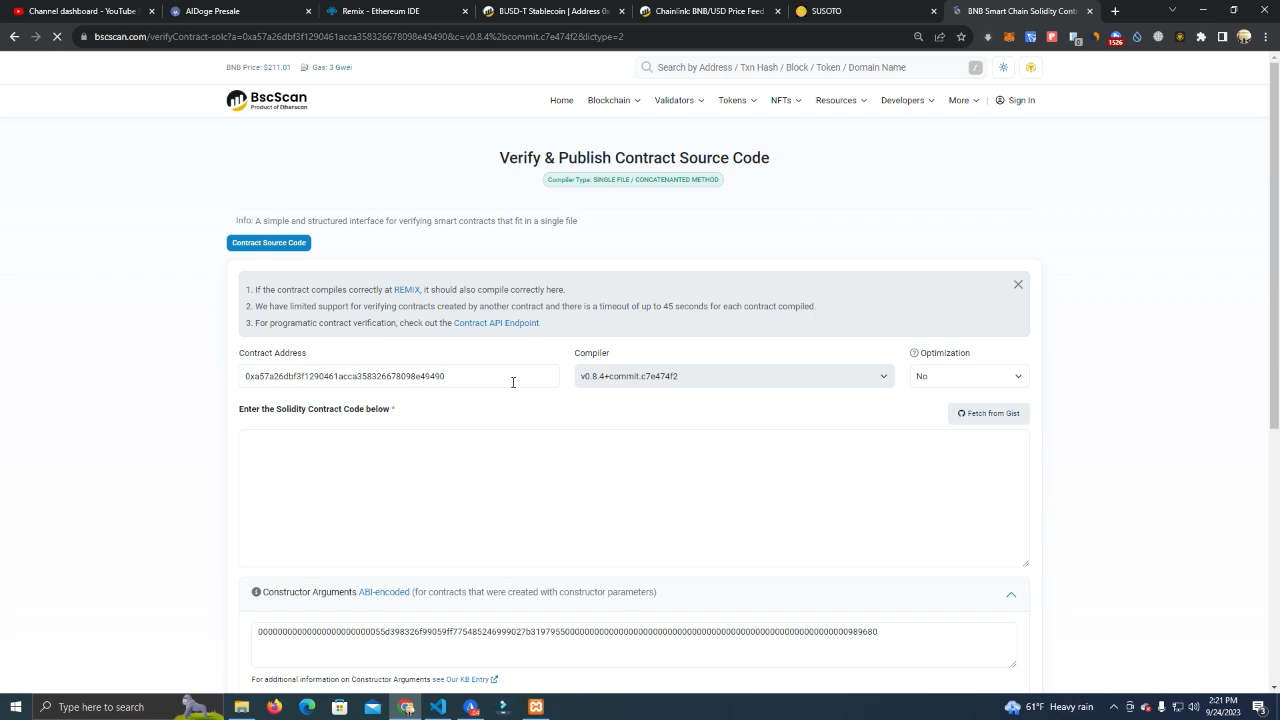 Channel dashboard - YouTube
AIDoge Presale
Remix - Ethereum IDE
BUSD-T Stablecoin | Address 0x
Chainlink: BNB/USD Price Feed
SUSOTO
BNB Smart Chain Solidity Contr
bscscan.com/verifyContract-solc?a=0xa57a26dbf3f1290461acca358326678098e49490&c=v0.8.4%2bcommit.c7e474f2&lictype=2
1526
BNB Price: $211.01
Gas: 3 Gwei
Search by Address / Txn Hash / Block / Token / Domain Name
/
BscScan
Product of Etherscan
Home
Blockchain
Validators
Tokens
NFTs
Resources
Developers
More
Sign In
Verify & Publish Contract Source Code
Compiler Type: SINGLE FILE / CONCATENANTED METHOD
Info: A simple and structured interface for verifying smart contracts that fit in a single file
Contract Source Code
1. If the contract compiles correctly at REMIX, it should also compile correctly here.
2. We have limited support for verifying contracts created by another contract and there is a timeout of up to 45 seconds for each contract compiled.
3. For programatic contract verification, check out the Contract API Endpoint
Contract Address
Compiler
Optimization
0xa57a26dbf3f1290461acca358326678098e49490
v0.8.4+commit.c7e474f2
No
Enter the Solidity Contract Code below *
Fetch from Gist
Constructor Arguments ABI-encoded (for contracts that were created with constructor parameters)
00000000000000000000000055d398326f99059ff775485246999027b31979550000000000000000000000000000000000000000000000000000000000989680
For additional information on Constructor Arguments see Our KB Entry
Type here to search
61°F Heavy rain
2:21 PM
9/24/2023